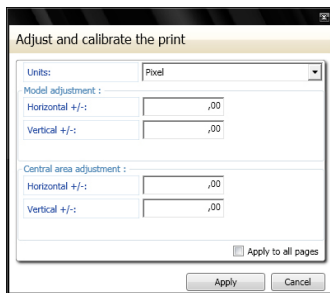 Adjust and calibrate the print
Units: Pixel
Model adjustment :
Horizontal +/-: ,00
Vertical +/-: ,00
Central area adjustment :
Horizontal +/-: ,00
Vertical +/-: ,00
Apply to all pages
Apply Cancel